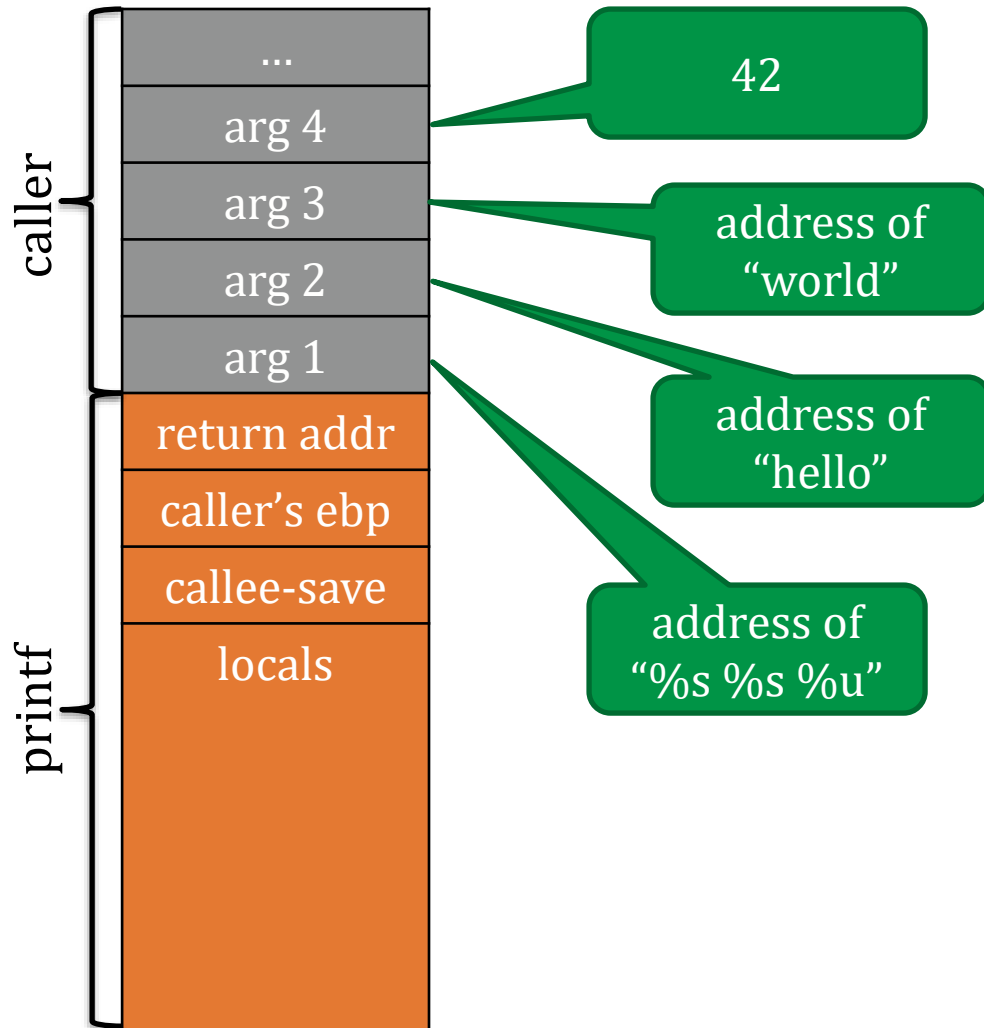 caller
printf
…
arg 4
arg 3
arg 2
arg 1
return addr
caller’s ebp
callee-save
locals
42
address of
“world”
address of
“hello”
address of
“%s %s %u”